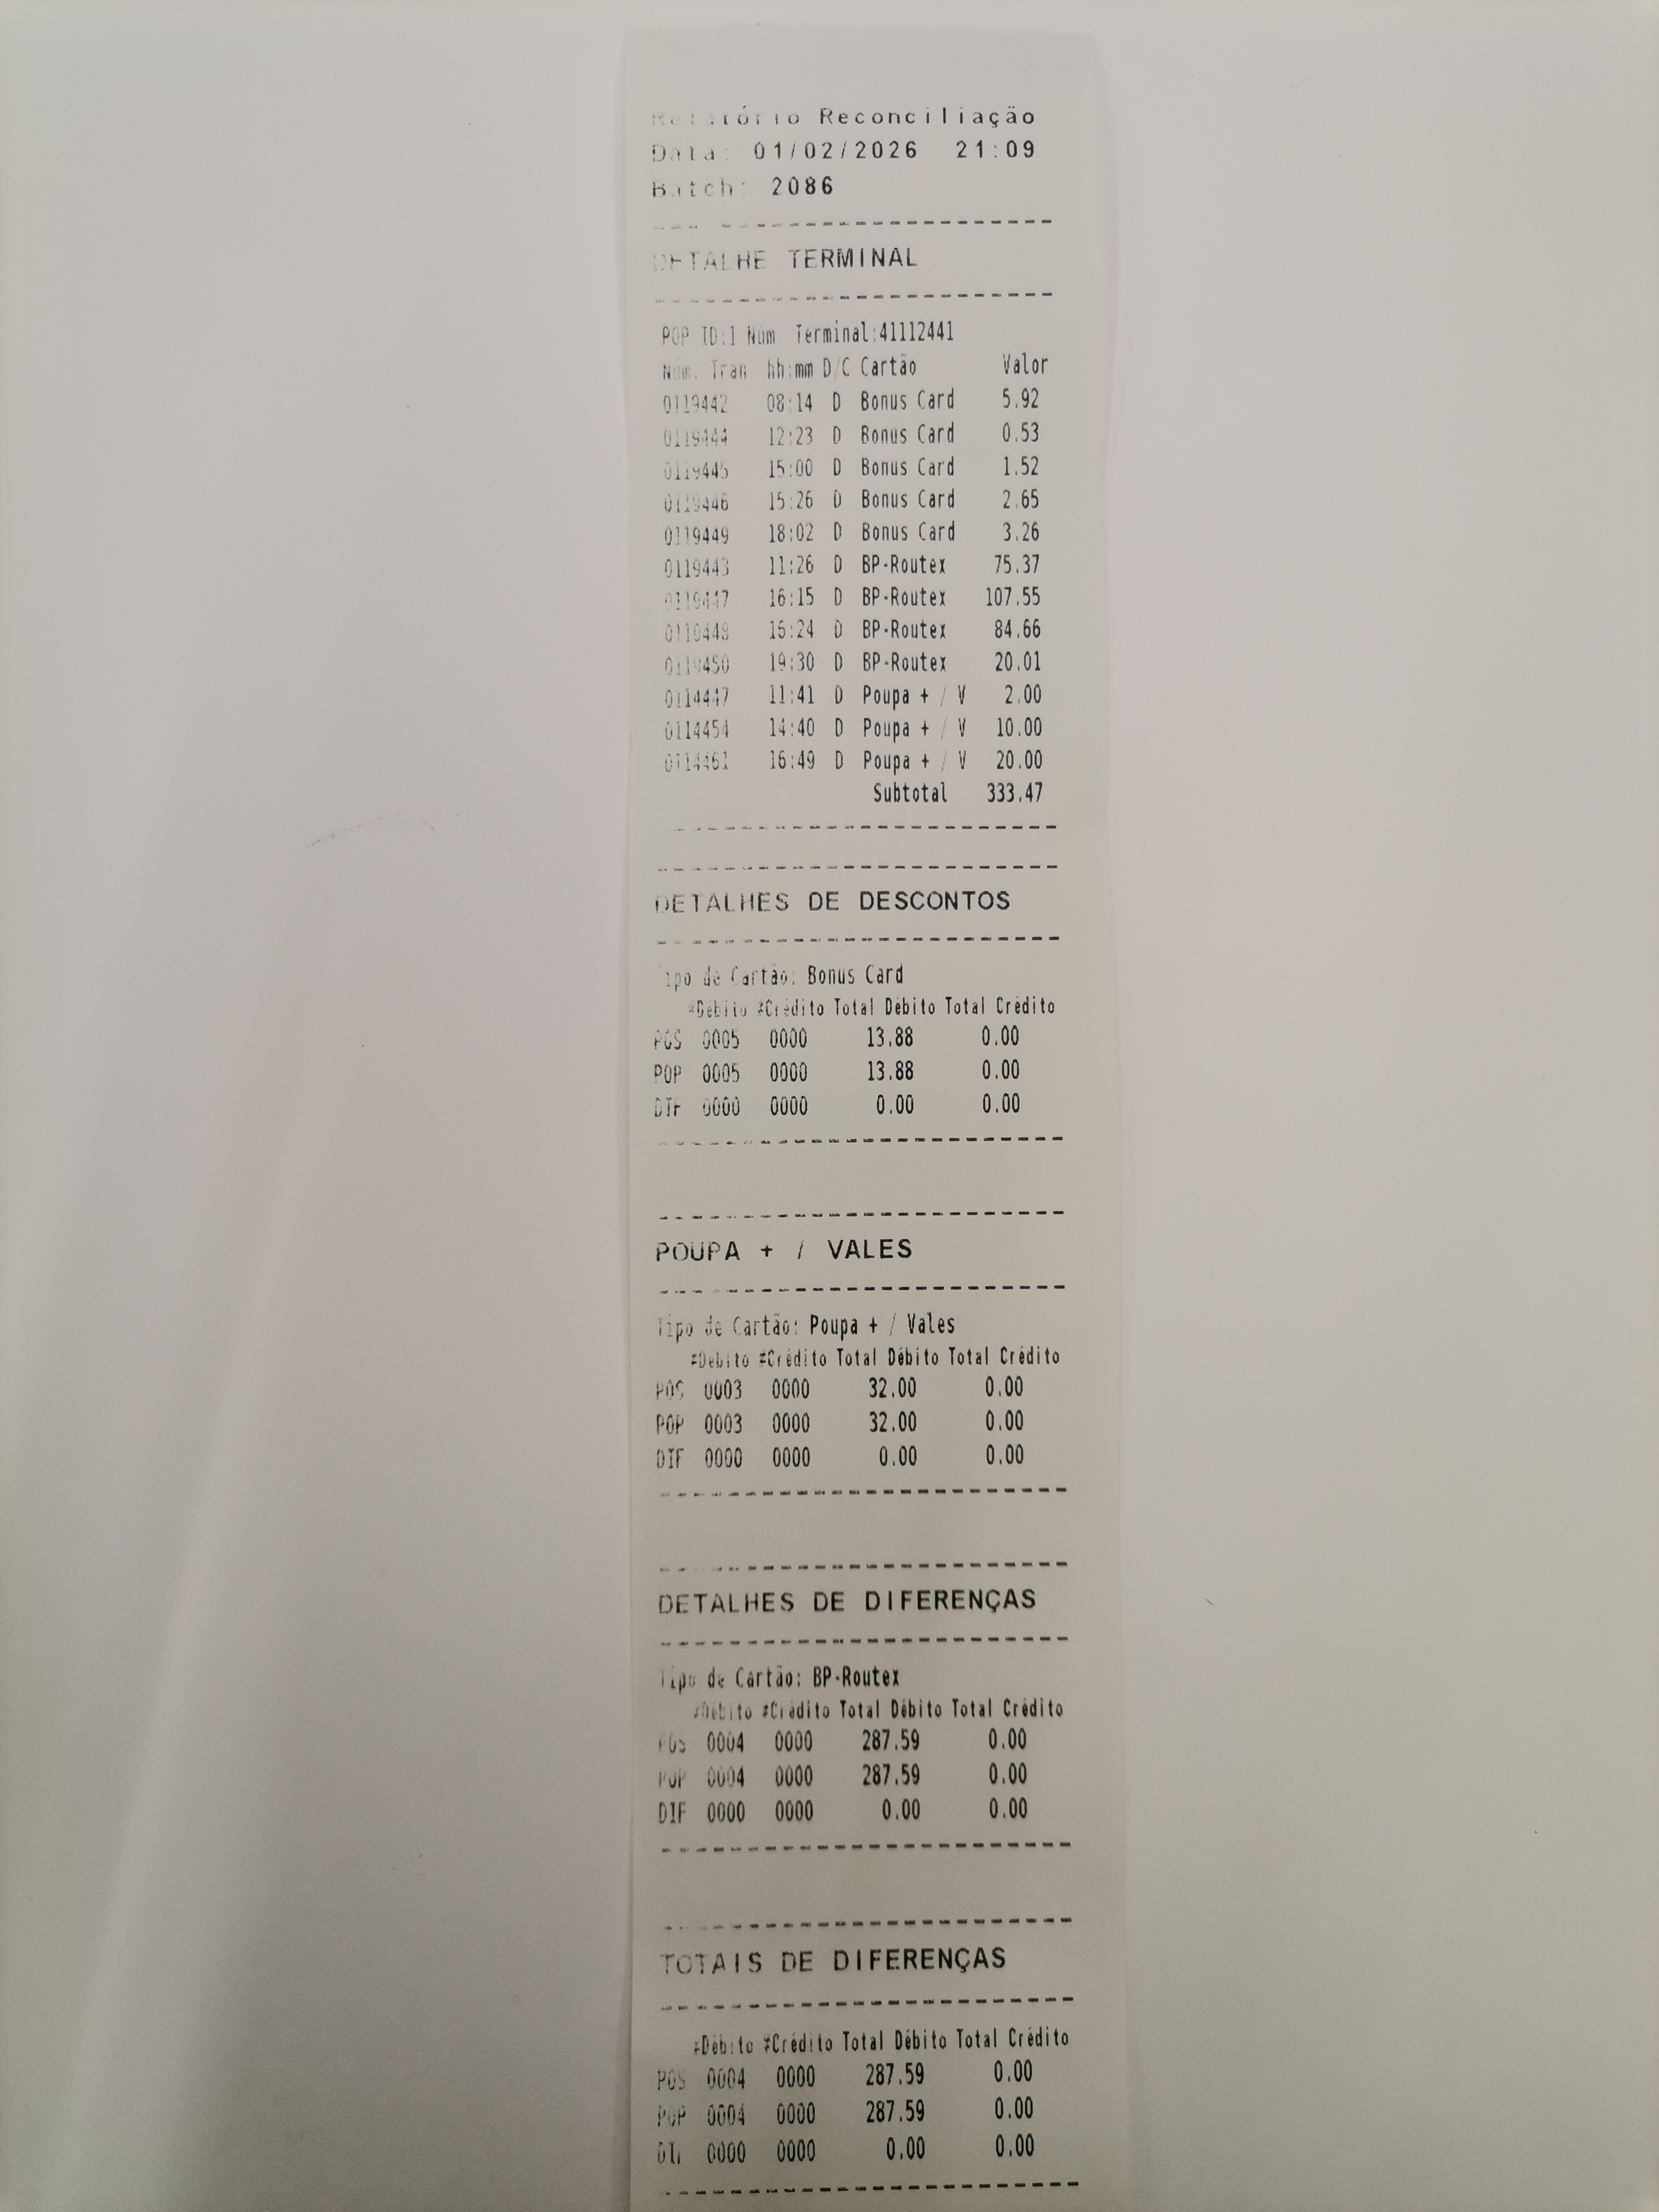 Relatório Reconciliação
Data: 01/02/2026 21:09
Batch: 2086
DETALHE TERMINAL
POP ID:1 Núm. Terminal:41112441
Núm. Tran hh:mm D/C Cartão Valor
0119442 08:14 D Bonus Card 5.92
0119444 12:23 D Bonus Card 0.53
0119445 15:00 D Bonus Card 1.52
0119446 15:26 D Bonus Card 2.65
0119449 18:02 D Bonus Card 3.26
0119443 11:26 D BP-Routex 75.37
0119447 16:15 D BP-Routex 107.55
0119448 16:24 D BP-Routex 84.66
0119450 19:30 D BP-Routex 20.01
0114447 11:41 D Poupa + / V 2.00
0114454 14:40 D Poupa + / V 10.00
0114461 16:49 D Poupa + / V 20.00
Subtotal 333.47
DETALHES DE DESCONTOS
Tipo de Cartão: Bonus Card
#Débito #Crédito Total Débito Total Crédito
POS 0005 0000 13.88 0.00
POP 0005 0000 13.88 0.00
DIF 0000 0000 0.00 0.00
POUPA + / VALES
Tipo de Cartão: Poupa + / Vales
#Débito #Crédito Total Débito Total Crédito
POS 0003 0000 32.00 0.00
POP 0003 0000 32.00 0.00
DIF 0000 0000 0.00 0.00
DETALHES DE DIFERENÇAS
Tipo de Cartão: BP-Routex
#Débito #Crédito Total Débito Total Crédito
POS 0004 0000 287.59 0.00
POP 0004 0000 287.59 0.00
DIF 0000 0000 0.00 0.00
TOTAIS DE DIFERENÇAS
#Débito #Crédito Total Débito Total Crédito
POS 0004 0000 287.59 0.00
POP 0004 0000 287.59 0.00
DIF 0000 0000 0.00 0.00